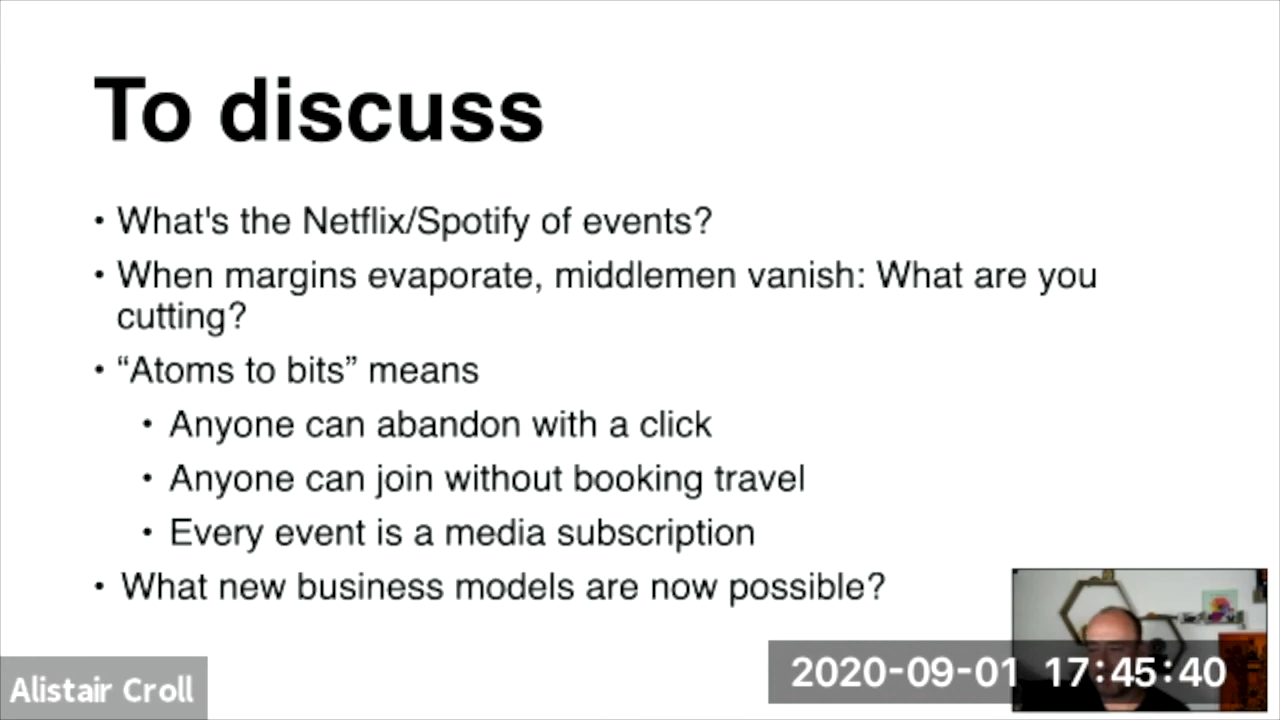 To discuss
• What's the Netflix/Spotify of events?
• When margins evaporate, middlemen vanish: What are you
cutting?
• “Atoms to bits” means
• Anyone can abandon with a click
• Anyone can join without booking travel
• Every event is a media subscription
• What new business models are now possible?
Alistair Croll
2020-09-01 17:45:40